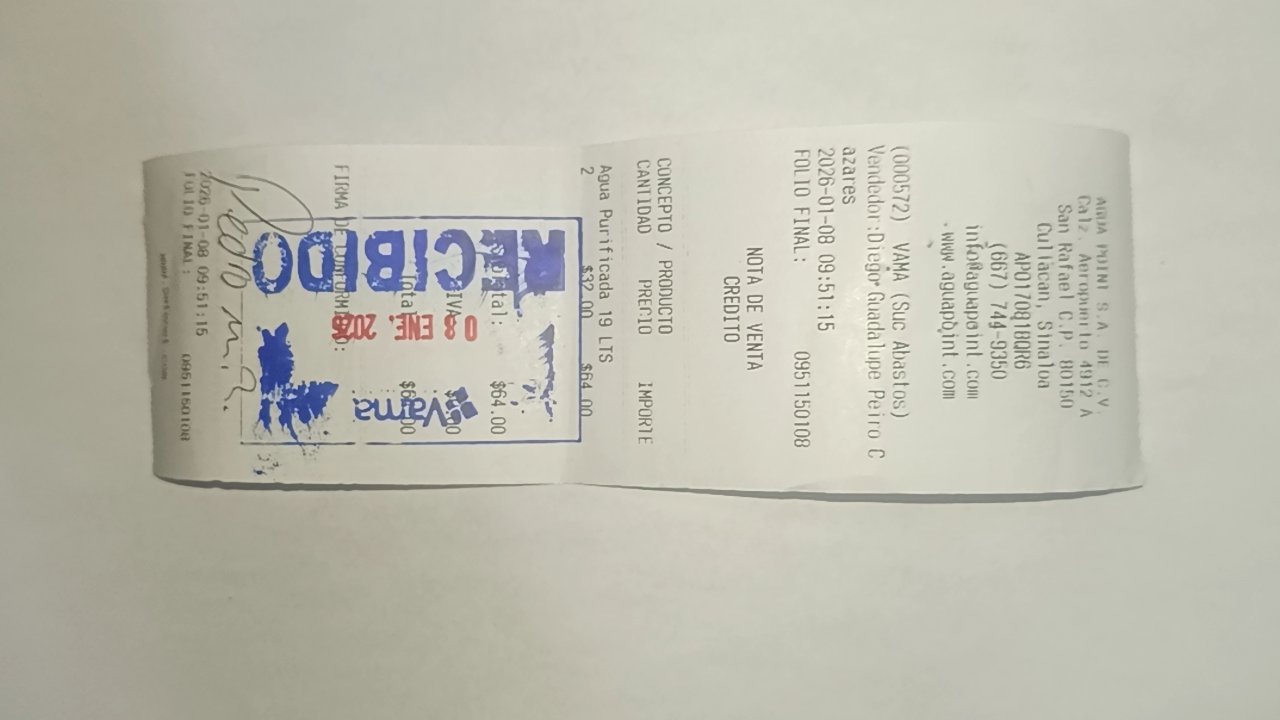 AGUA POINT S.A. DE C.V.
Calz. Aeropuerto 4912 A
San Rafael C.P. 80150
Culiacan, Sinaloa
APO170818QR6
(667) 744-9350
info@aguapoint.com
www.aguapoint.com
(000572) VAMA (Suc Abastos)
Vendedor:Diego Guadalupe Peiro C
azares
2026-01-08 09:51:15
FOLIO FINAL: 0951150108
NOTA DE VENTA
CREDITO
CONCEPTO / PRODUCTO
CANTIDAD PRECIO IMPORTE
Agua Purificada 19 LTS
2 $32.00 $64.00
$64.00
IVA
Total
FIRMA DE CONFORMIDAD:
RECIBIDO
08 ENE. 2026
Vama
2026-01-08 09:51:15
FOLIO FINAL: 0951150108